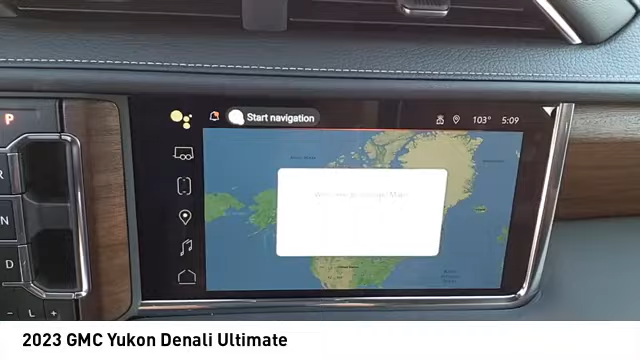 P
Start navigation
103° 5:09
R
N
D
- L +
2023 GMC Yukon Denali Ultimate